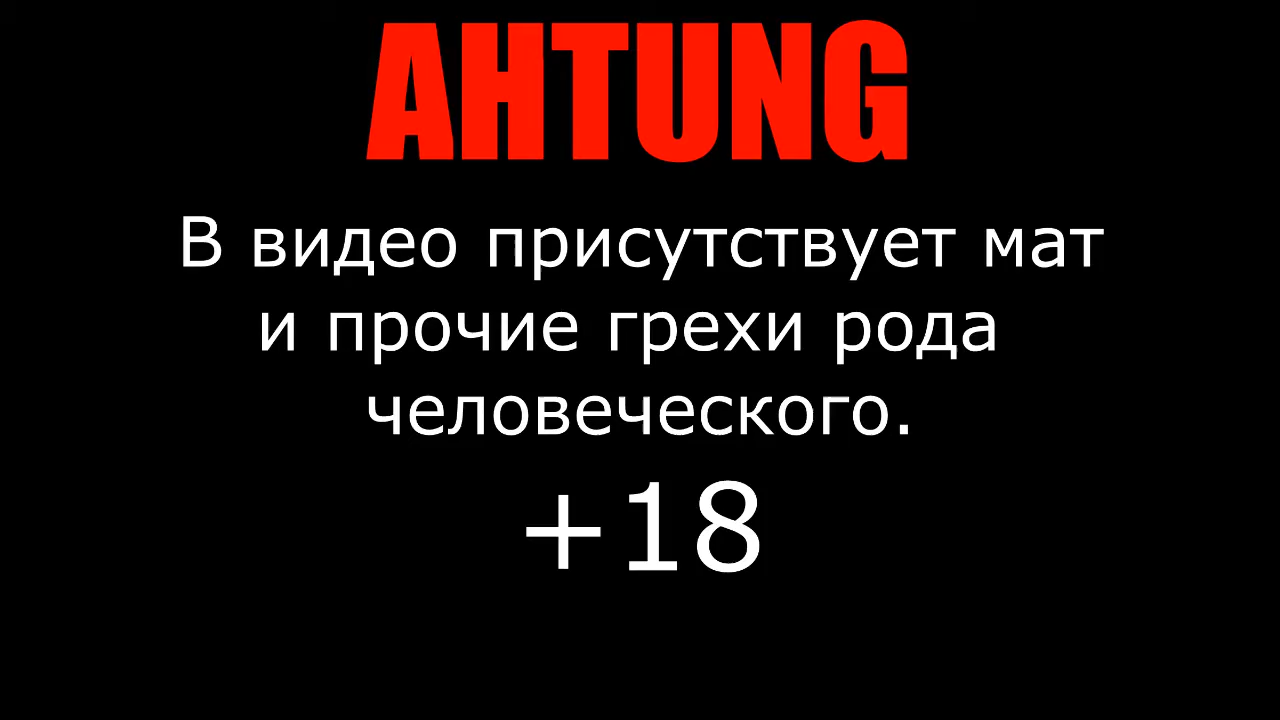 AHTUNG
В видео присутствует мат
и прочие грехи рода
человеческого.
+18